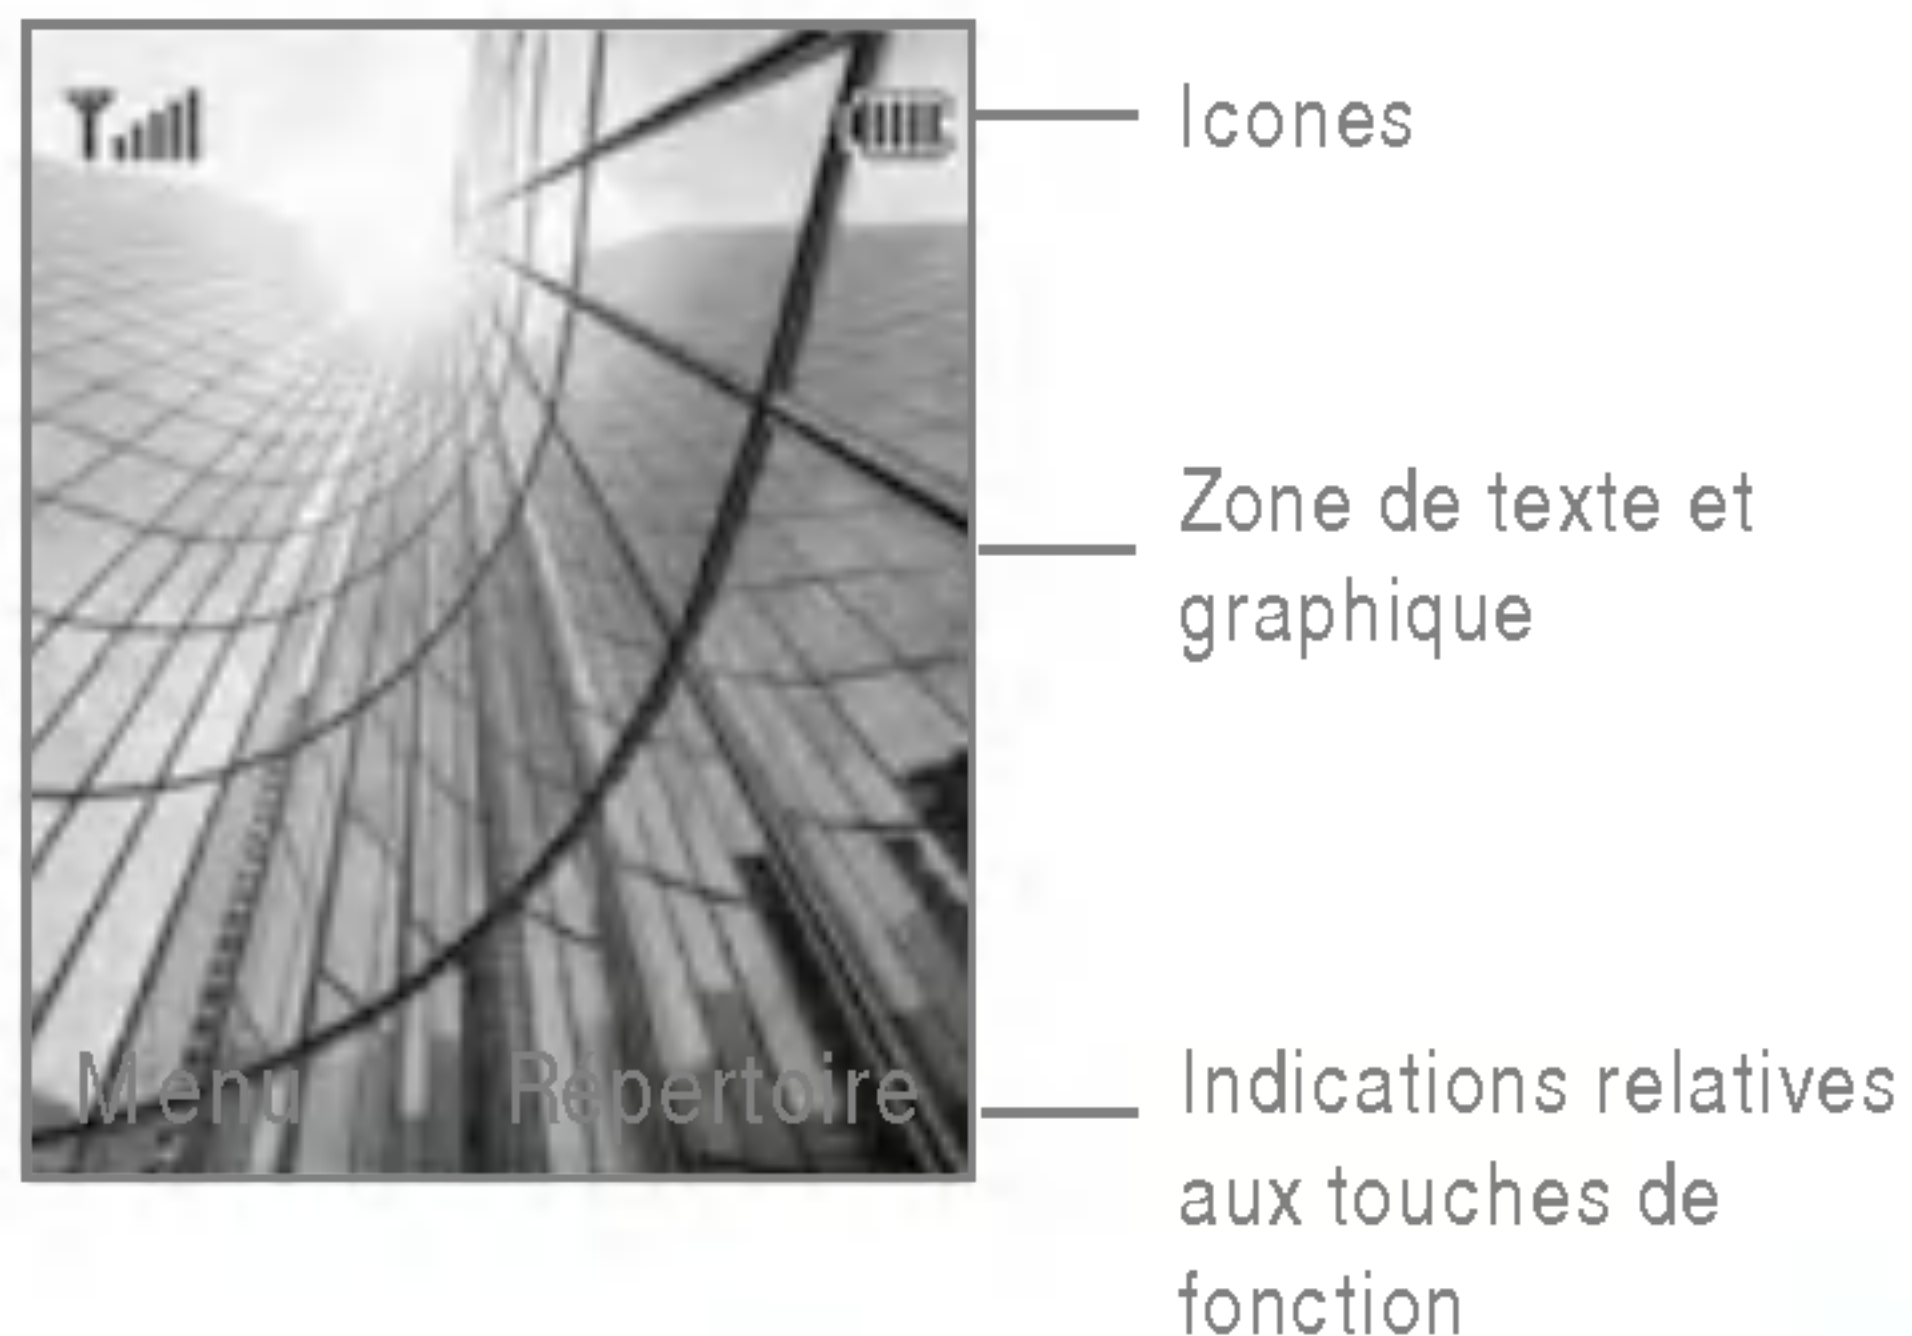 Icones
Zone de texte et
graphique
Menu Répertoire
Indications relatives
aux touches de
fonction